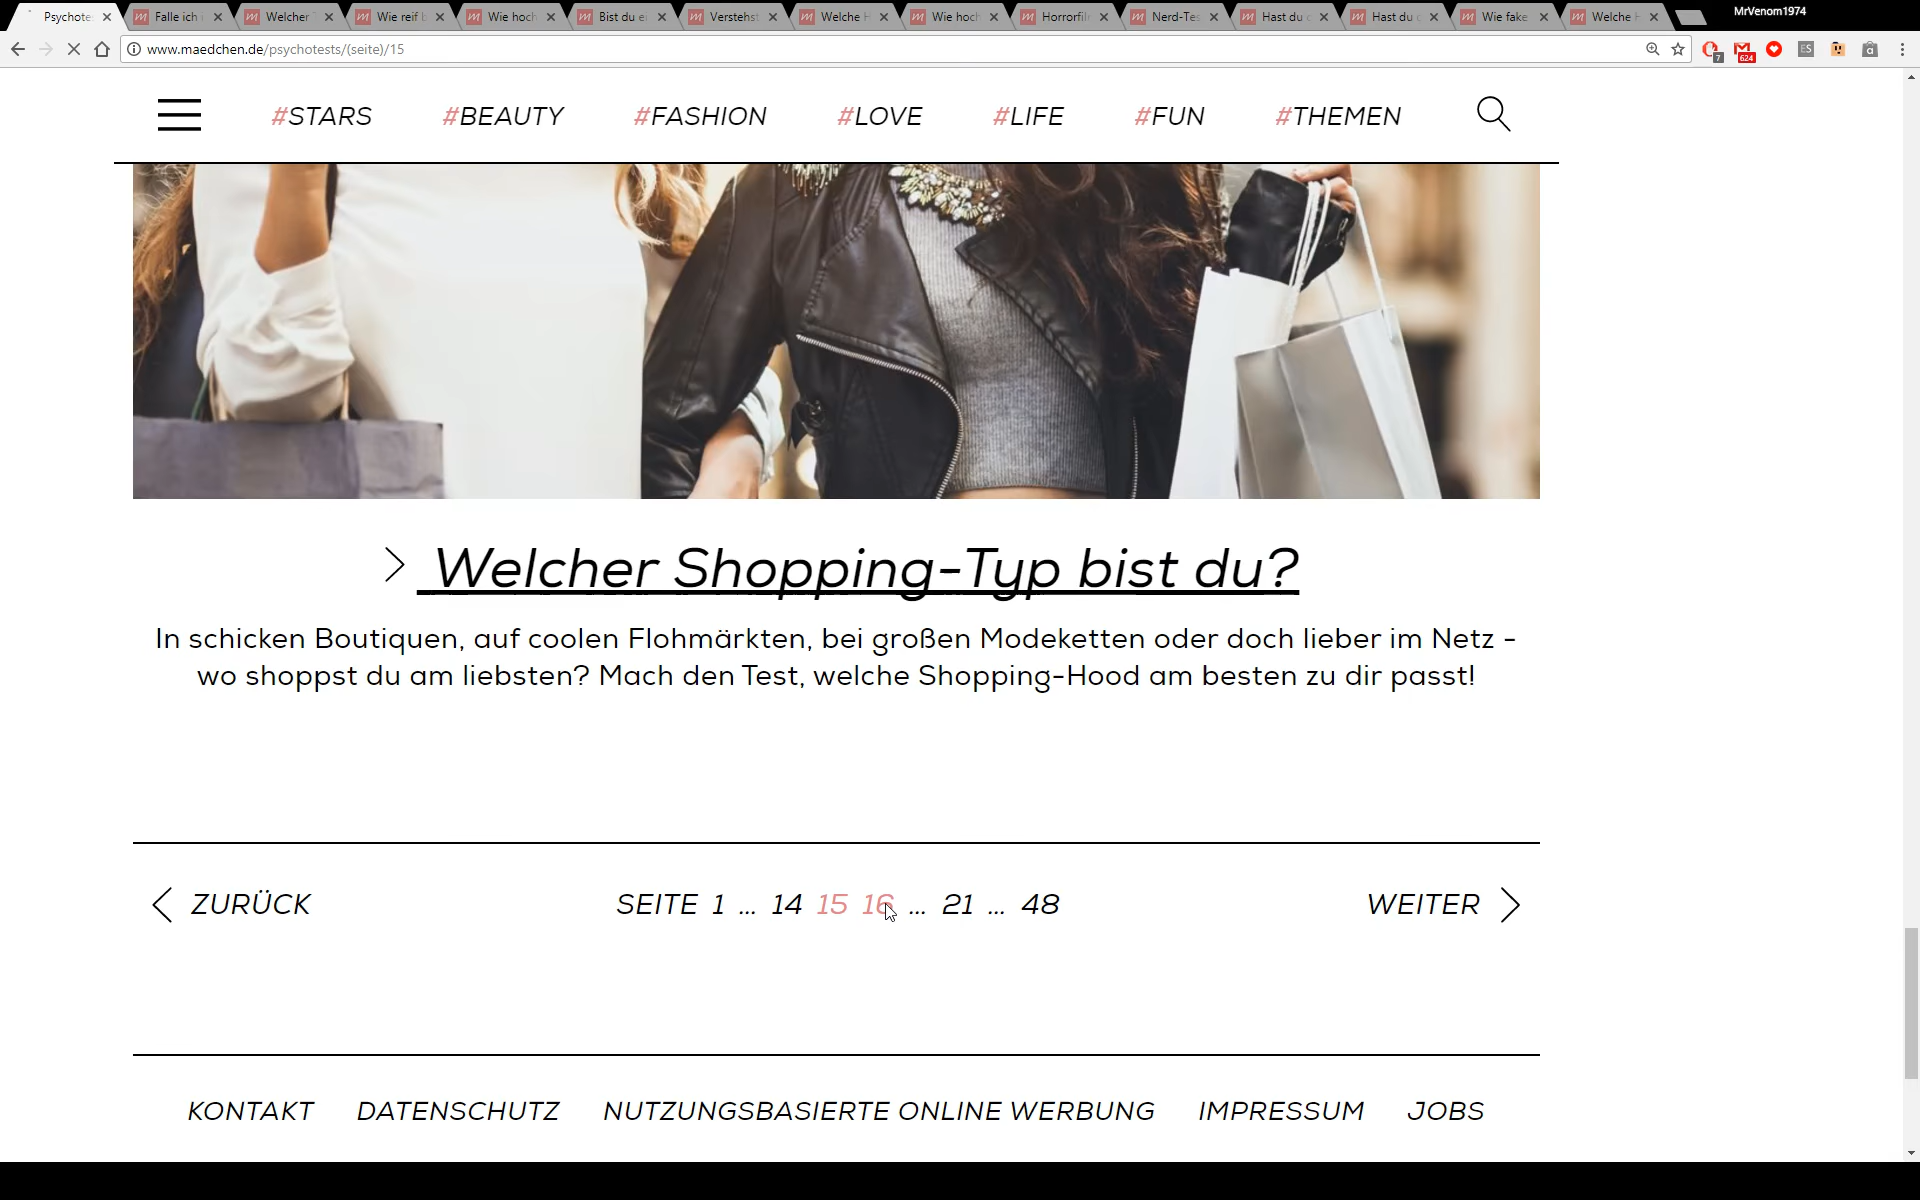 Psychote
Falle ich
Welcher
Wie reif b
Wie hoch
Bist du e
Verstehst
Welche H
Wie hoch
Horrorfil
Nerd-Tes
Hast du
Hast du
Wie fake
Welche H
MrVenom1974
www.maedchen.de/psychotests/(seite)/15
7
624
ES
#STARS
#BEAUTY
#FASHION
#LOVE
#LIFE
#FUN
#THEMEN
> Welcher Shopping-Typ bist du?
In schicken Boutiquen, auf coolen Flohmärkten, bei großen Modeketten oder doch lieber im Netz -
wo shoppst du am liebsten? Mach den Test, welche Shopping-Hood am besten zu dir passt!
ZURÜCK
SEITE 1 ... 14 15 16 ... 21 ... 48
WEITER
KONTAKT
DATENSCHUTZ
NUTZUNGSBASIERTE ONLINE WERBUNG
IMPRESSUM
JOBS